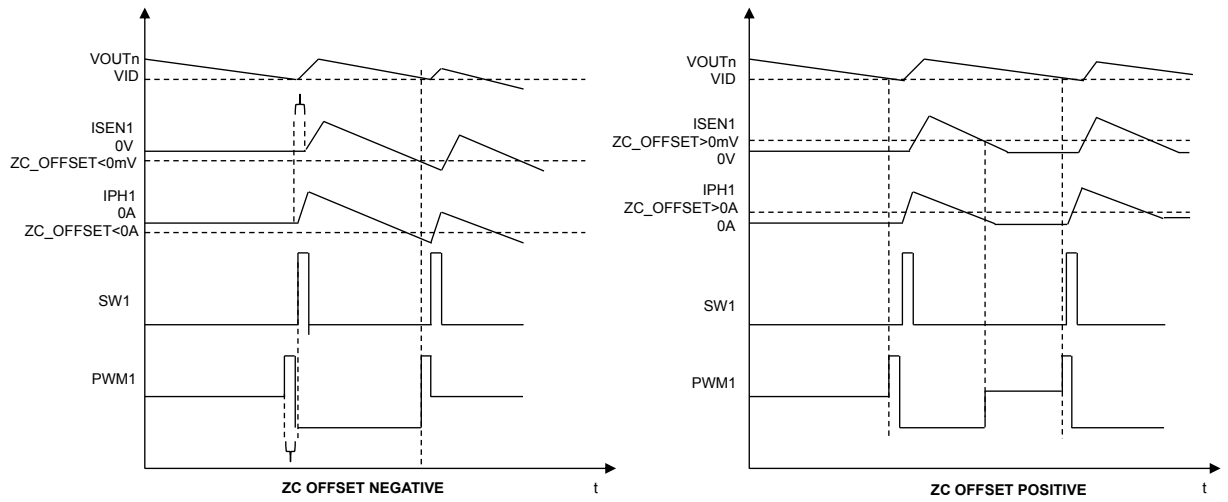 VOUTn
VID
ISEN1
0V
ZC_OFFSET<0mV
IPH1
0A
ZC_OFFSET<0A
SW1
PWM1
ZC OFFSET NEGATIVE
t
VOUTn
VID
ISEN1
ZC_OFFSET>0mV
0V
IPH1
ZC_OFFSET>0A
0A
SW1
PWM1
ZC OFFSET POSITIVE
t